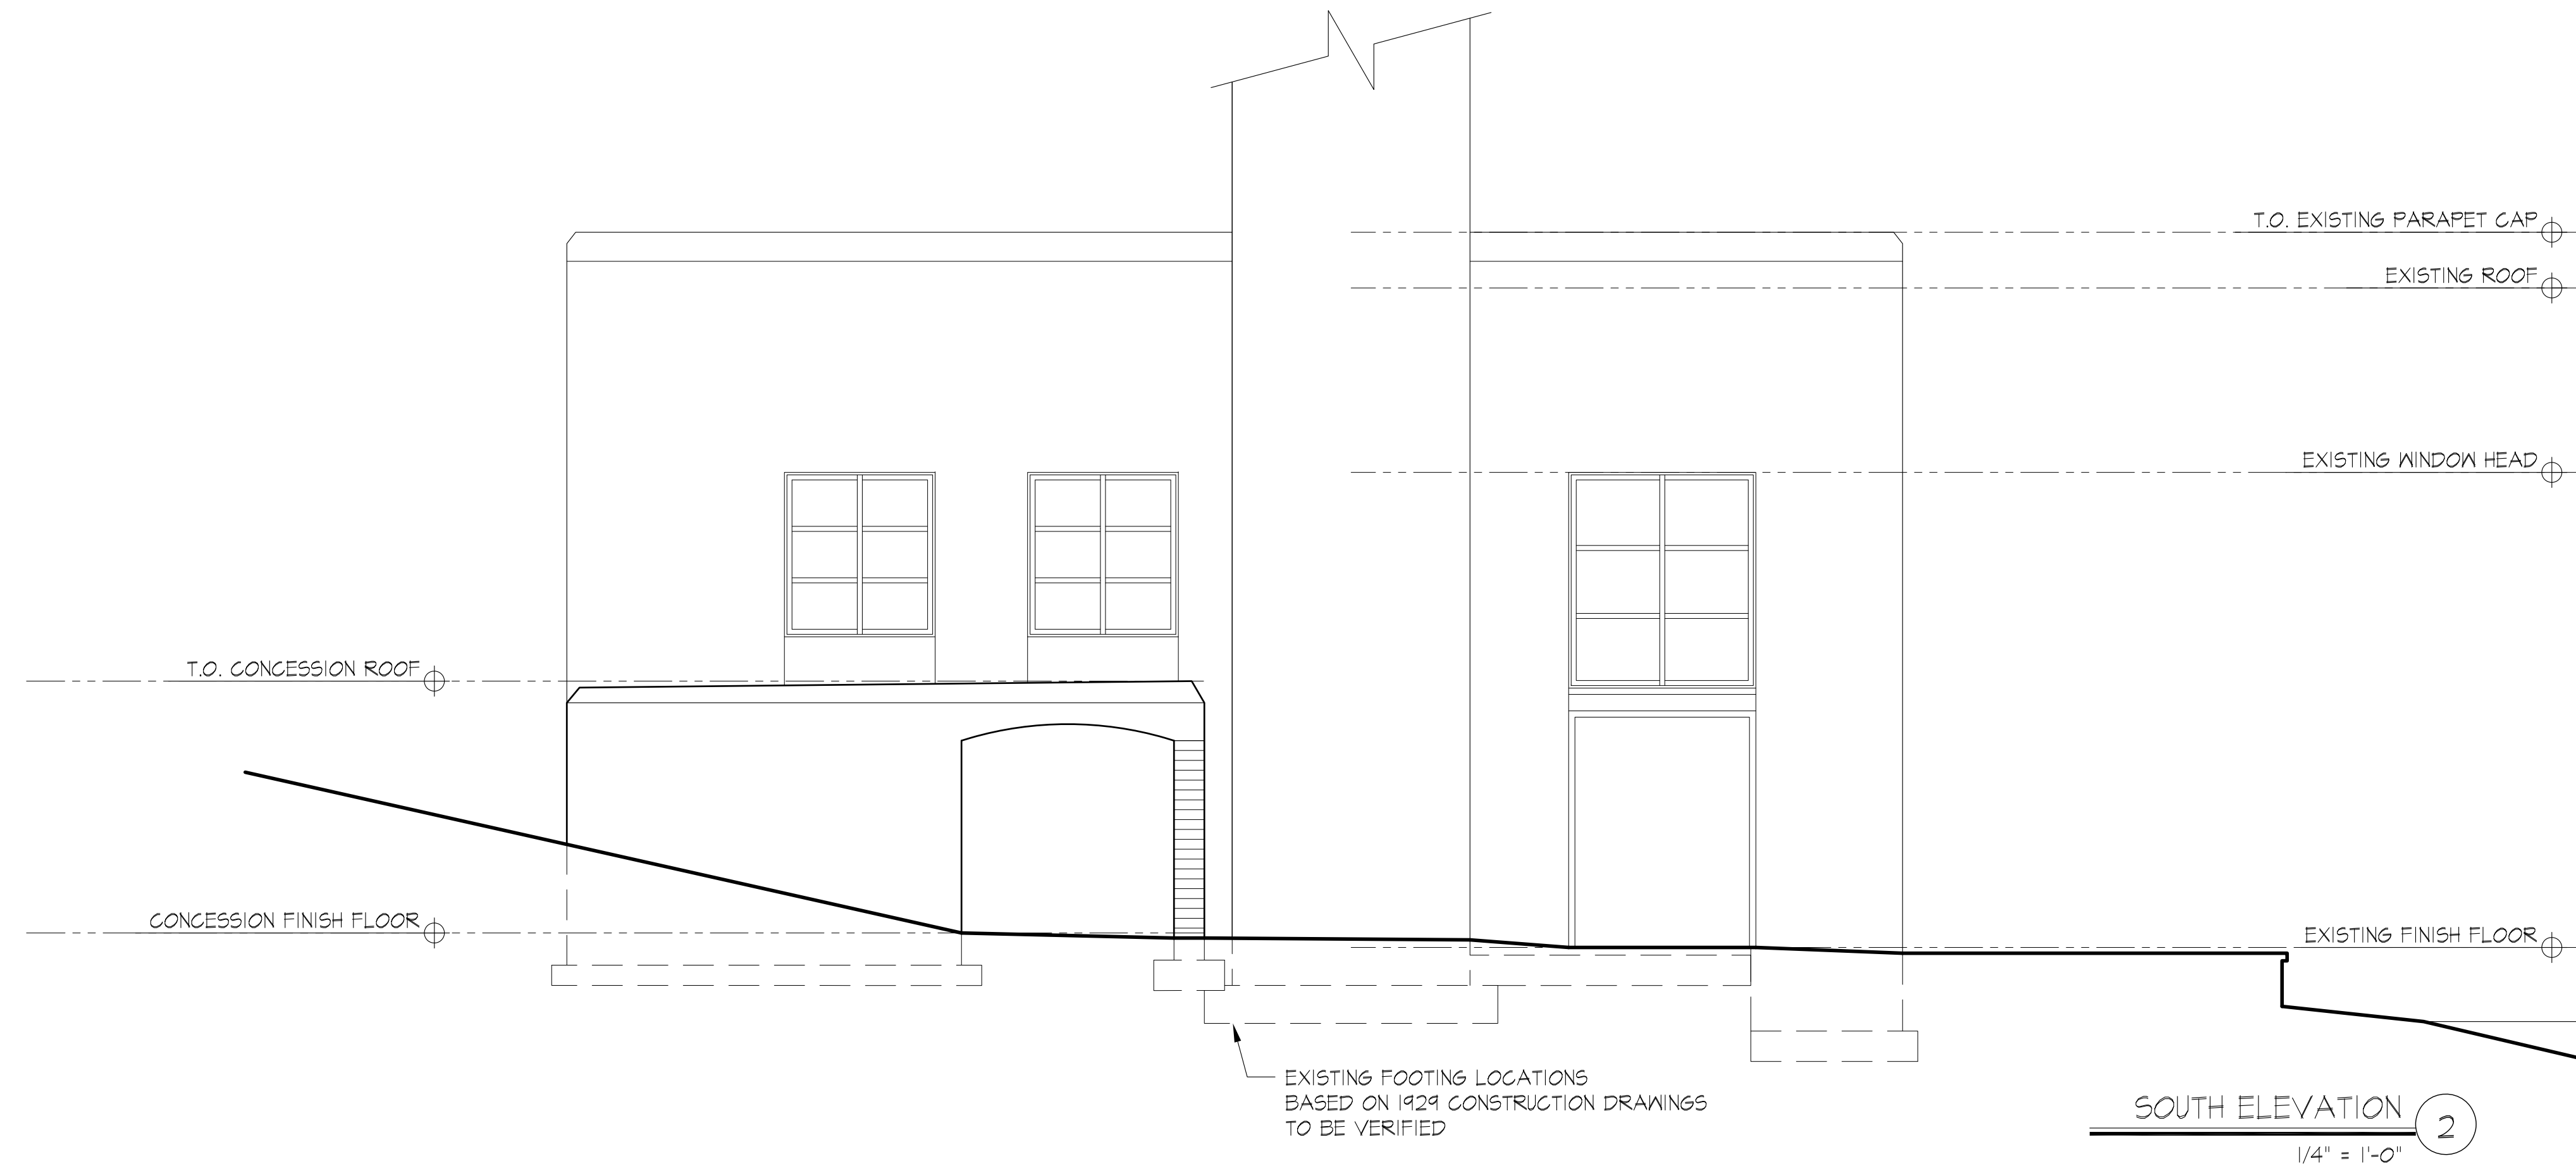 T.O. EXISTING PARAPET CAP
EXISTING ROOF
EXISTING WINDOW HEAD
T.O. CONCESSION ROOF
CONCESSION FINISH FLOOR
EXISTING FINISH FLOOR
EXISTING FOOTING LOCATIONS
BASED ON 1929 CONSTRUCTION DRAWINGS
TO BE VERIFIED
SOUTH ELEVATION 2
1/4" = 1'-0"